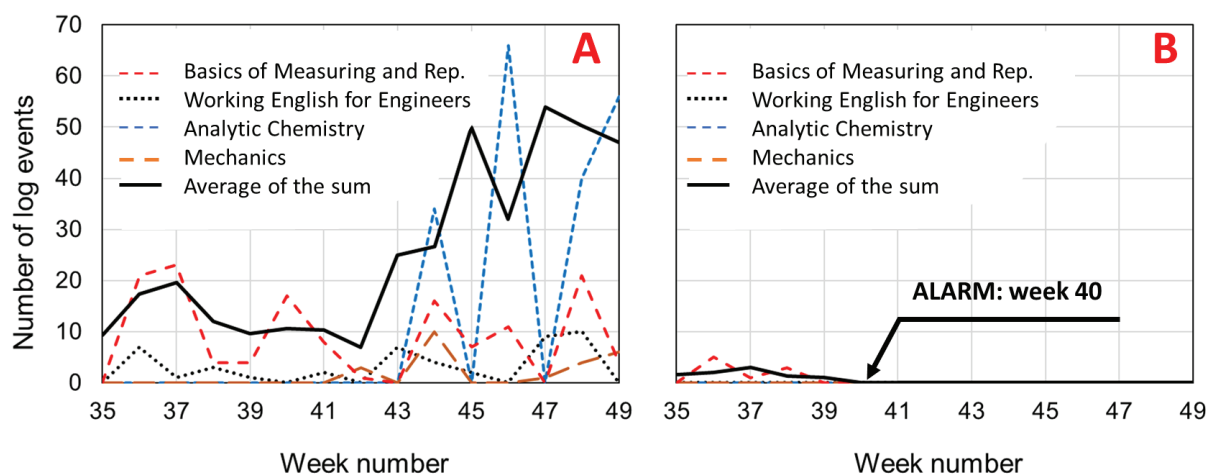 Number of log events
70
60
50
40
30
20
10
0
A
Basics of Measuring and Rep.
Working English for Engineers
Analytic Chemistry
Mechanics
Average of the sum
35 37 39 41 43 45 47 49
Week number
B
Basics of Measuring and Rep.
Working English for Engineers
Analytic Chemistry
Mechanics
Average of the sum
ALARM: week 40
35 37 39 41 43 45 47 49
Week number